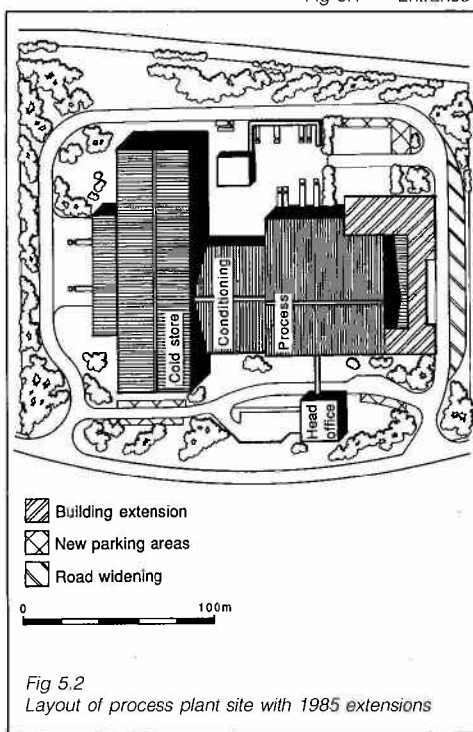 Entrance
Cold store
Conditioning
Process
Head
office
Building extension
New parking areas
Road widening
0 100m
Fig 5.2
Layout of process plant site with 1985 extensions